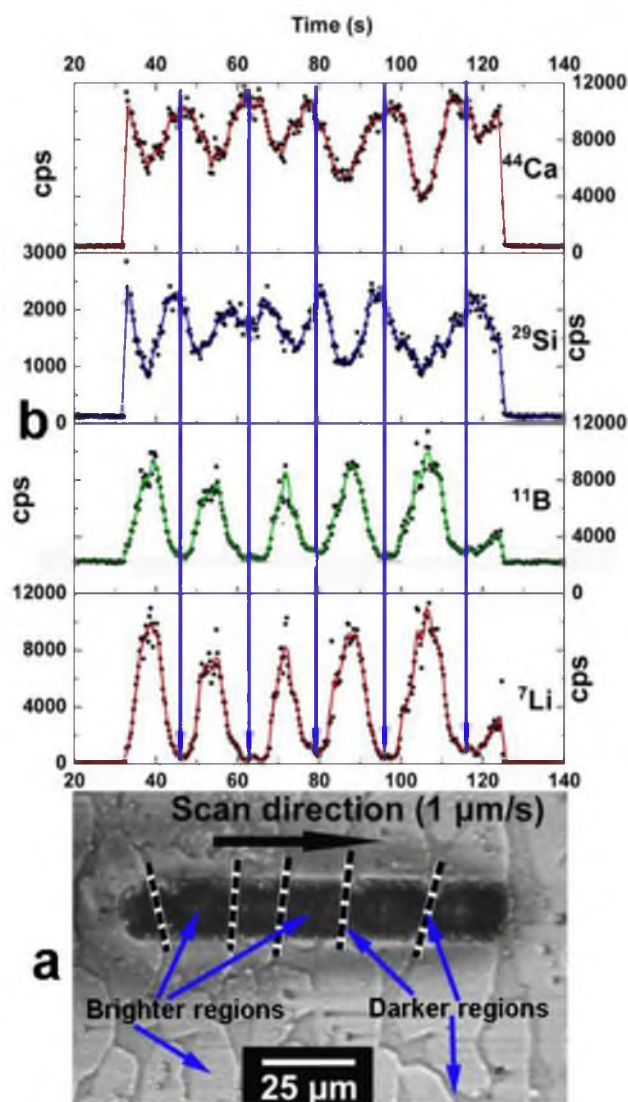 Time (s)
20 40 60 80 100 120 140
12000
8000
4000
0
cps
44Ca
3000
2000
1000
0
cps
29Si
b
12000
8000
4000
0
cps
11B
12000
8000
4000
0
cps
7Li
20 40 60 80 100 120 140
Scan direction (1 µm/s)
a
Brighter regions
Darker regions
25 µm